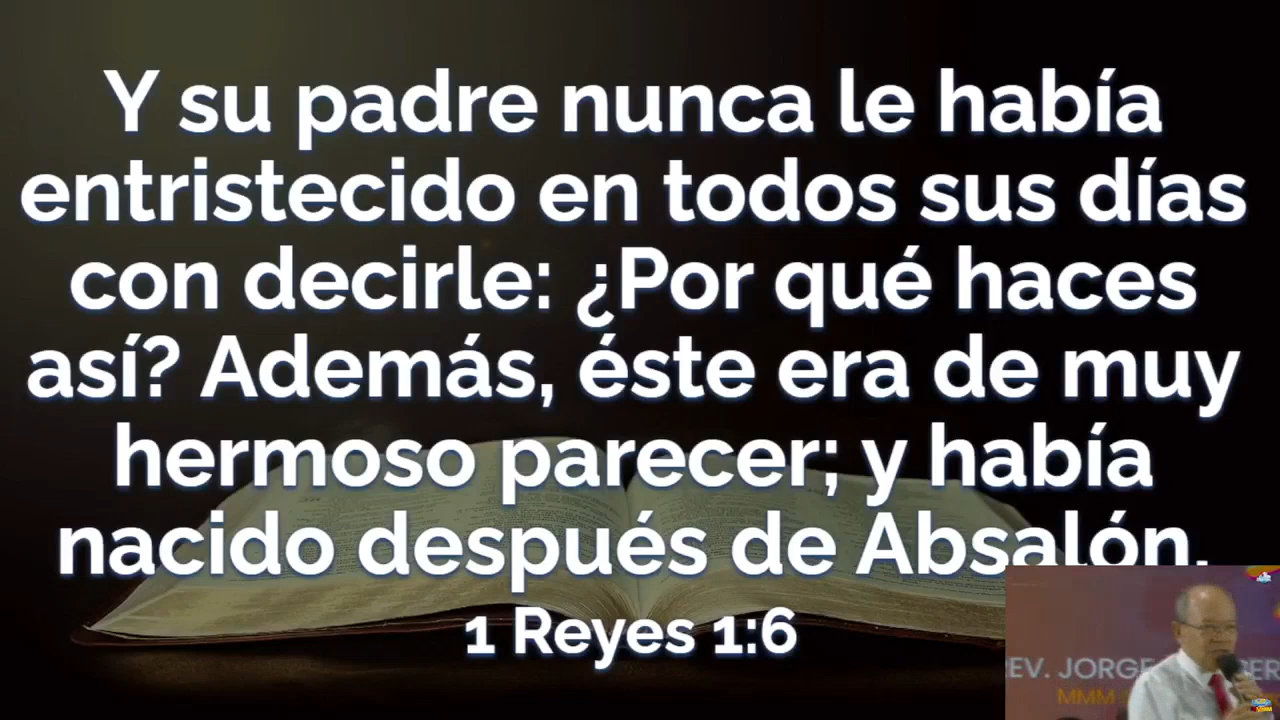 Y su padre nunca le había
entristecido en todos sus días
con decirle: ¿Por qué haces
así? Además, éste era de muy
hermoso parecer; y había
nacido después de Absalón.
1 Reyes 1:6
REV. JORGE
MMM